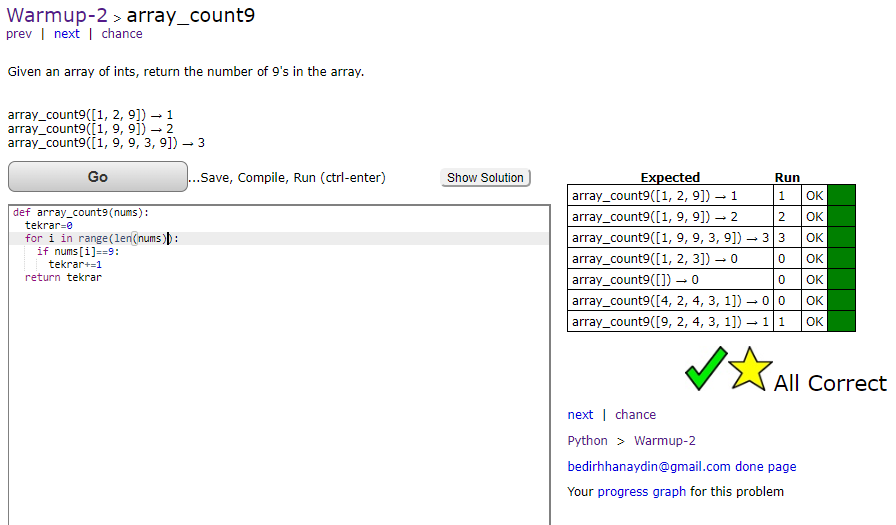 Warmup-2 > array_count9
prev | next | chance
Given an array of ints, return the number of 9's in the array.
array_count9([1, 2, 9]) → 1
array_count9([1, 9, 9]) → 2
array_count9([1, 9, 9, 3, 9]) → 3
Go ...Save, Compile, Run (ctrl-enter) Show Solution
def array_count9(nums):
  tekrar=0
  for i in range(len(nums)):
    if nums[i]==9:
      tekrar+=1
  return tekrar
Expected Run
array_count9([1, 2, 9]) → 1 1 OK
array_count9([1, 9, 9]) → 2 2 OK
array_count9([1, 9, 9, 3, 9]) → 3 3 OK
array_count9([1, 2, 3]) → 0 0 OK
array_count9([]) → 0 0 OK
array_count9([4, 2, 4, 3, 1]) → 0 0 OK
array_count9([9, 2, 4, 3, 1]) → 1 1 OK
All Correct
next | chance
Python > Warmup-2
bedirhhanaydin@gmail.com done page
Your progress graph for this problem